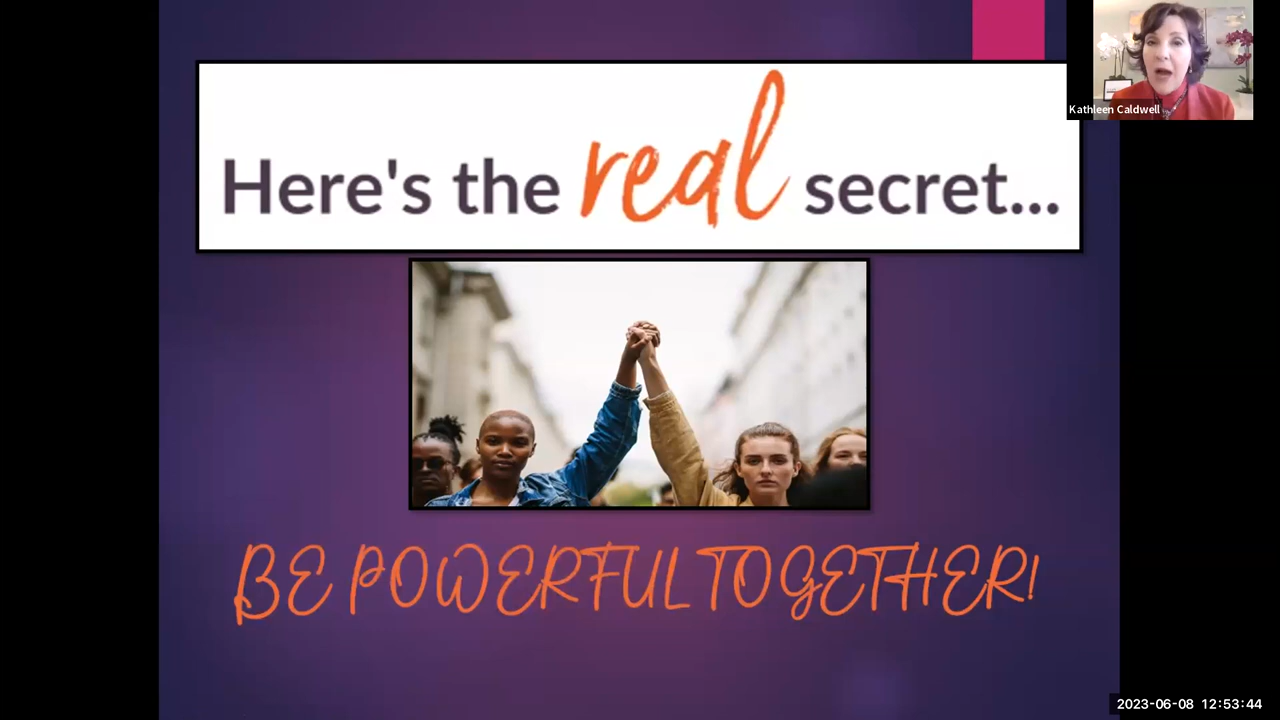 Kathleen Caldwell
Here's the real secret...
BE POWERFUL TOGETHER!
2023-06-08 12:53:44